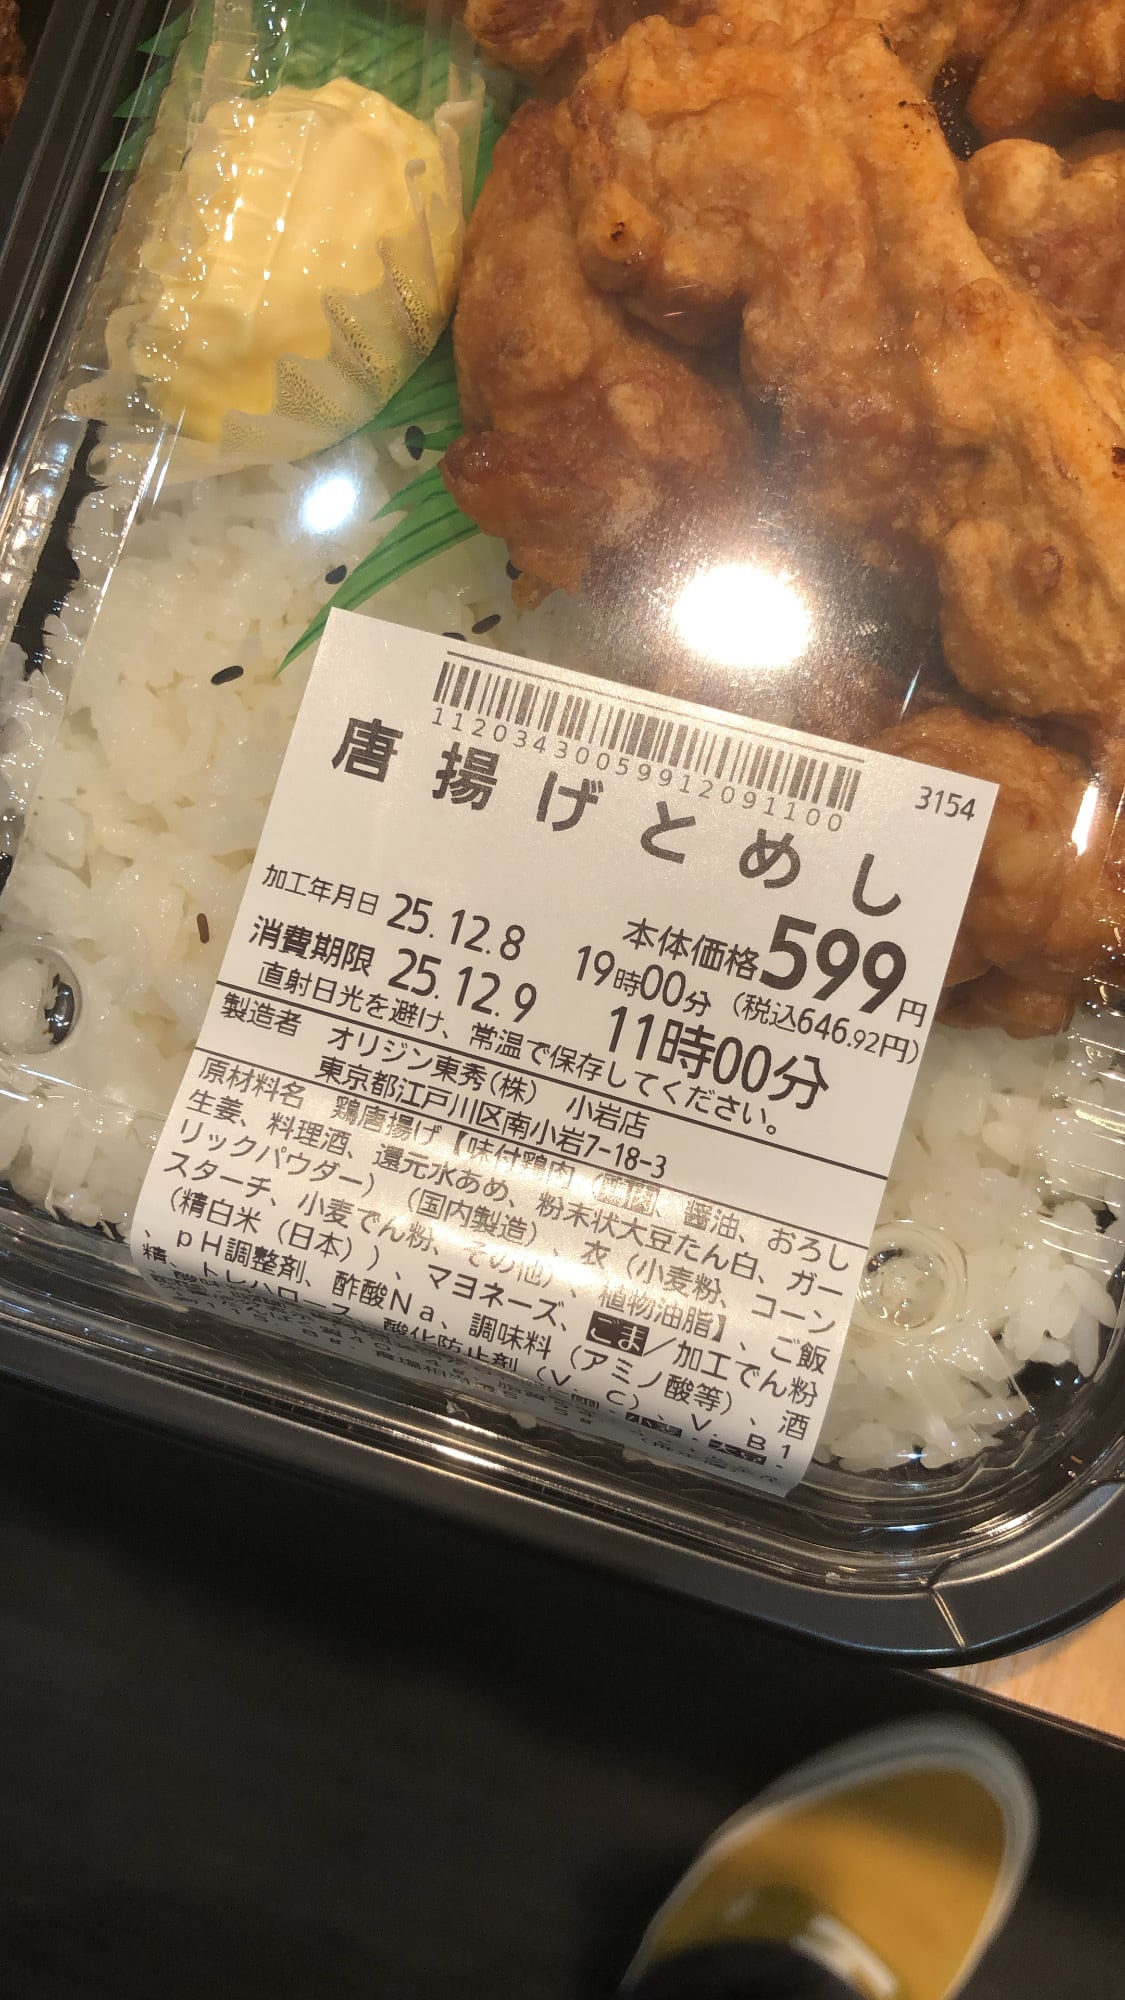 11203430059912091100
3154
唐揚げとめし
本体価格599円
加工年月日 25.12.8 19時00分 (税込646.92円)
消費期限 25.12.9 11時00分
直射日光を避け、常温で保存してください。
製造者 オリジン東秀(株) 小岩店
東京都江戸川区南小岩7-18-3
原材料名 鶏唐揚げ【味付鶏肉(鶏肉、醤油、おろし
生姜、料理酒、還元水あめ、粉末状大豆たん白、ガー
リックパウダー)(国内製造)、衣(小麦粉、コーン
スターチ、小麦でん粉、その他)、植物油脂】、ご飯
(精白米(日本))、マヨネーズ、ごま/加工でん粉
、pH調整剤、酢酸Na、調味料(アミノ酸等)、酒
精、トレハロース、酸化防止剤(V.C)、V.B1